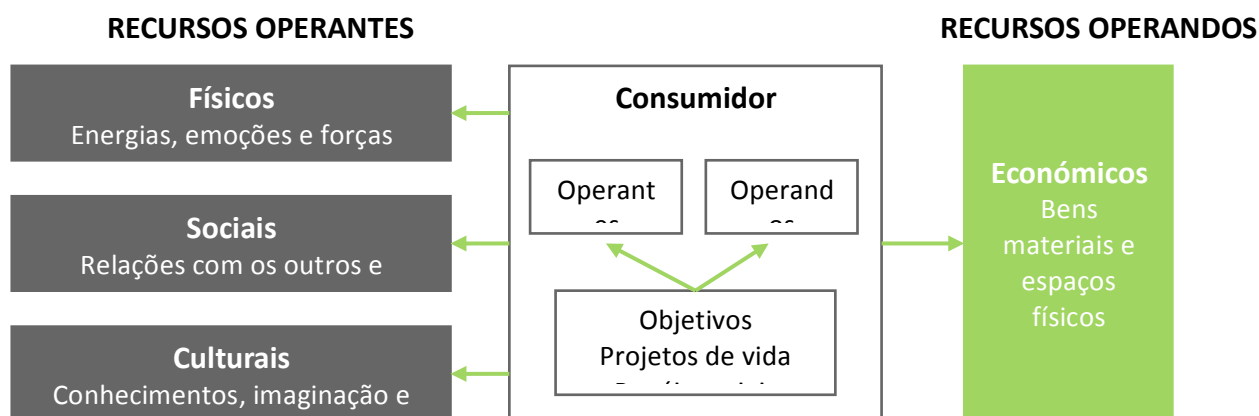 RECURSOS OPERANTES
RECURSOS OPERANDOS
Físicos
Energias, emoções e forças
Sociais
Relações com os outros e
Culturais
Conhecimentos, imaginação e
Consumidor
Operant
Operand
Objetivos
Projetos de vida
Económicos
Bens
materiais e
espaços
físicos